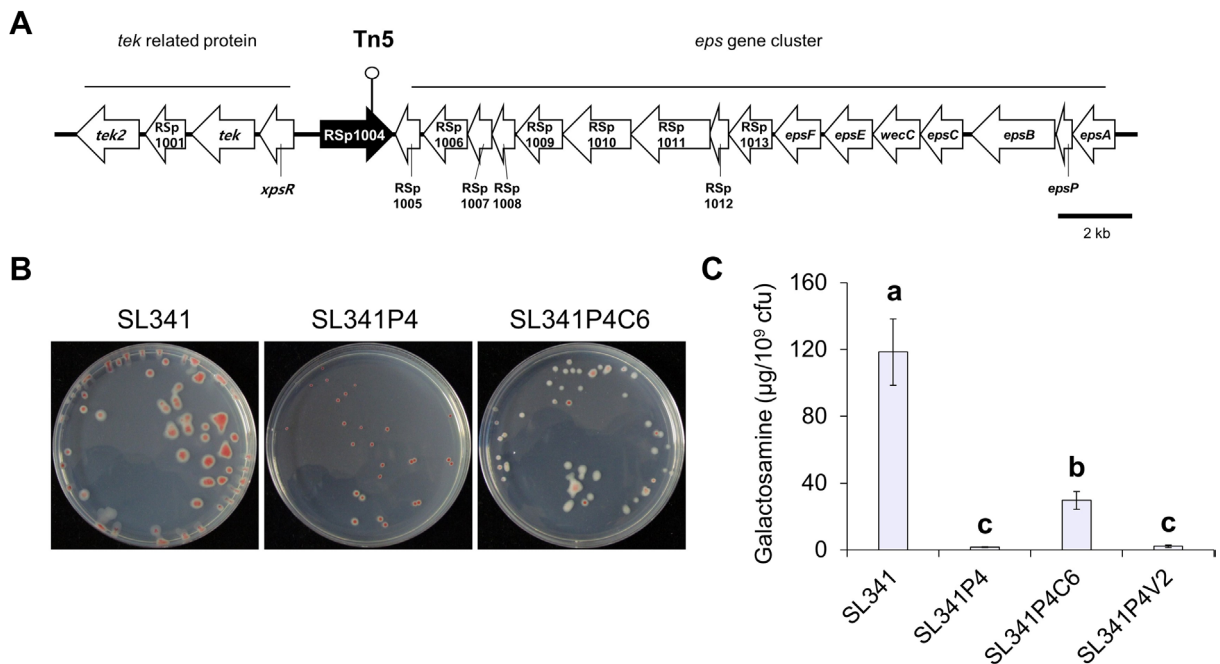 A
tek related protein
Tn5
eps gene cluster
tek2
RSp
1001
tek
RSp1004
RSp
1006
RSp
1009
RSp
1010
RSp
1011
RSp
1013
epsF
epsE
wecC
epsC
epsB
epsA
xpsR
RSp
1005
RSp
1007
RSp
1008
RSp
1012
epsP
2 kb
B
SL341
SL341P4
SL341P4C6
C
Galactosamine (µg/10⁹ cfu)
160
120
80
40
0
a
c
b
c
SL341
SL341P4
SL341P4C6
SL341P4V2